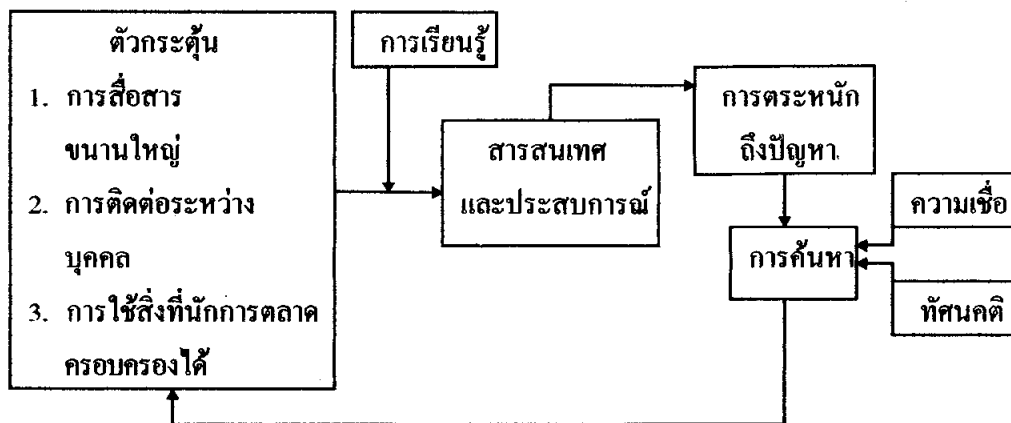 ตัวกระตุ้น
1. การสื่อสาร
ขนานใหญ่
2. การติดต่อระหว่าง
บุคคล
3. การใช้สิ่งที่นักการตลาด
ครอบครองได้
การเรียนรู้
สารสนเทศ
และประสบการณ์
การตระหนัก
ถึงปัญหา
การค้นหา
ความเชื่อ
ทัศนคติ